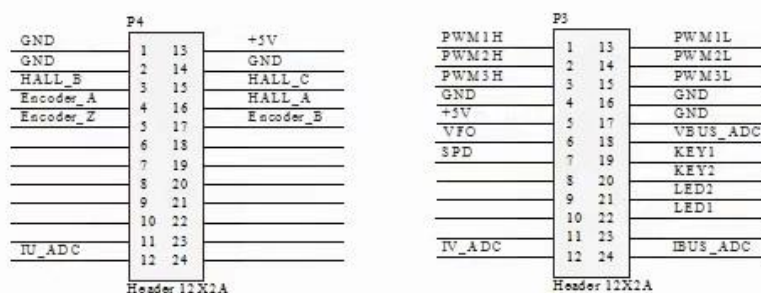 P4
GND 1 13 +5V
GND 2 14 GND
HALL_B 3 15 HALL_C
Encoder_A 4 16 HALL_A
Encoder_Z 5 17 Encoder_B
6 18
7 19
8 20
9 21
10 22
11 23
IU_ADC 12 24
Header 12X2A
P3
PWM1H 1 13 PWM1L
PWM2H 2 14 PWM2L
PWM3H 3 15 PWM3L
GND 4 16 GND
+5V 5 17 GND
VFO 6 18 VBUS_ADC
SPD 7 19 KEY1
8 20 KEY2
9 21 LED2
10 22 LED1
11 23
IV_ADC 12 24 IBUS_ADC
Header 12X2A